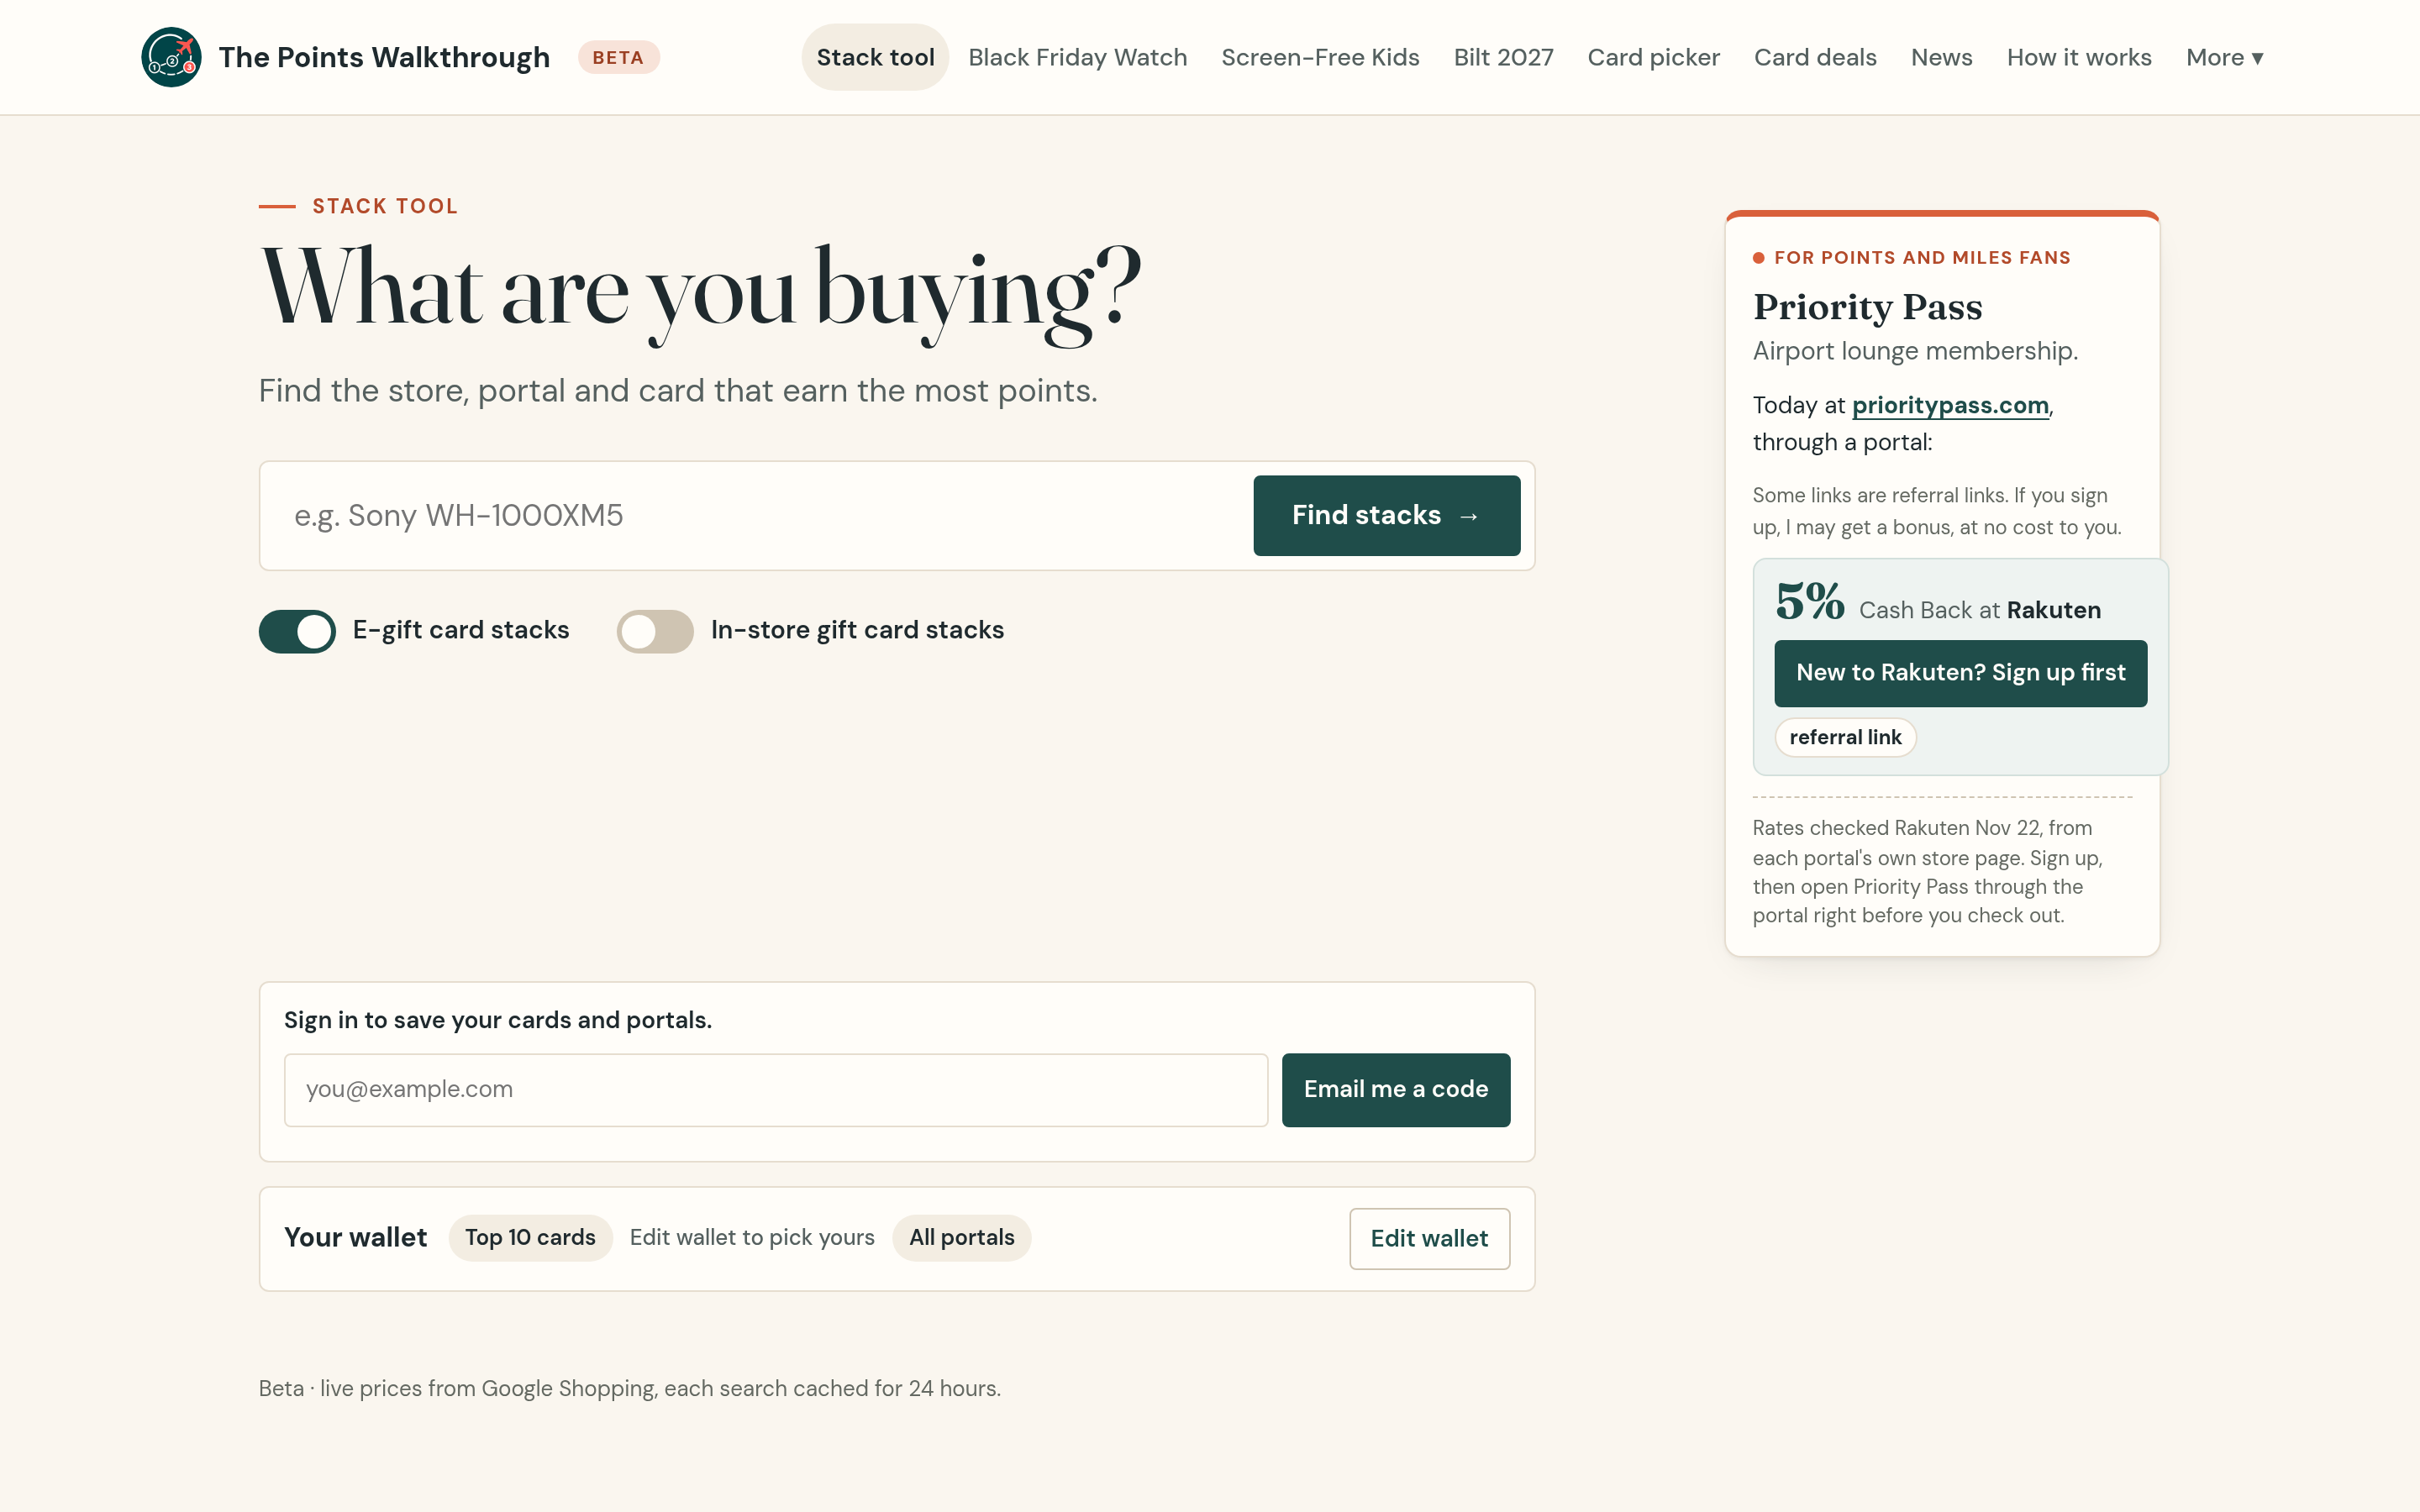 The Points Walkthrough BETA
Stack tool Black Friday Watch Screen-Free Kids Bilt 2027 Card picker Card deals News How it works More ▾
STACK TOOL
What are you buying?
Find the store, portal and card that earn the most points.
e.g. Sony WH-1000XM5
Find stacks →
E-gift card stacks In-store gift card stacks
FOR POINTS AND MILES FANS
Priority Pass
Airport lounge membership.
Today at prioritypass.com,
through a portal:
Some links are referral links. If you sign
up, I may get a bonus, at no cost to you.
5% Cash Back at Rakuten
New to Rakuten? Sign up first
referral link
Rates checked Rakuten Nov 22, from
each portal's own store page. Sign up,
then open Priority Pass through the
portal right before you check out.
Sign in to save your cards and portals.
you@example.com
Email me a code
Your wallet Top 10 cards Edit wallet to pick yours All portals Edit wallet
Beta · live prices from Google Shopping, each search cached for 24 hours.
1 2 3